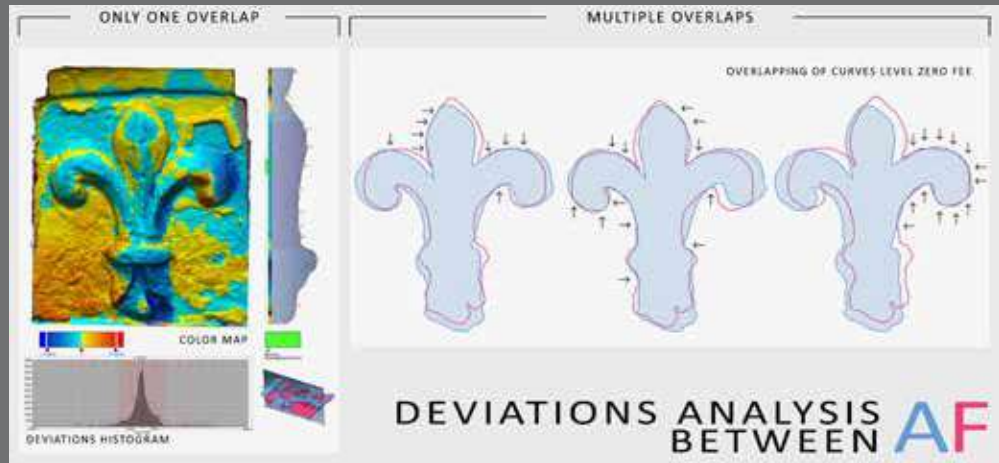 ONLY ONE OVERLAP
MULTIPLE OVERLAPS
OVERLAPPING OF CURVES LEVEL ZERO FEE
COLOR MAP
DEVIATIONS HISTOGRAM
DEVIATIONS ANALYSIS
BETWEEN AF